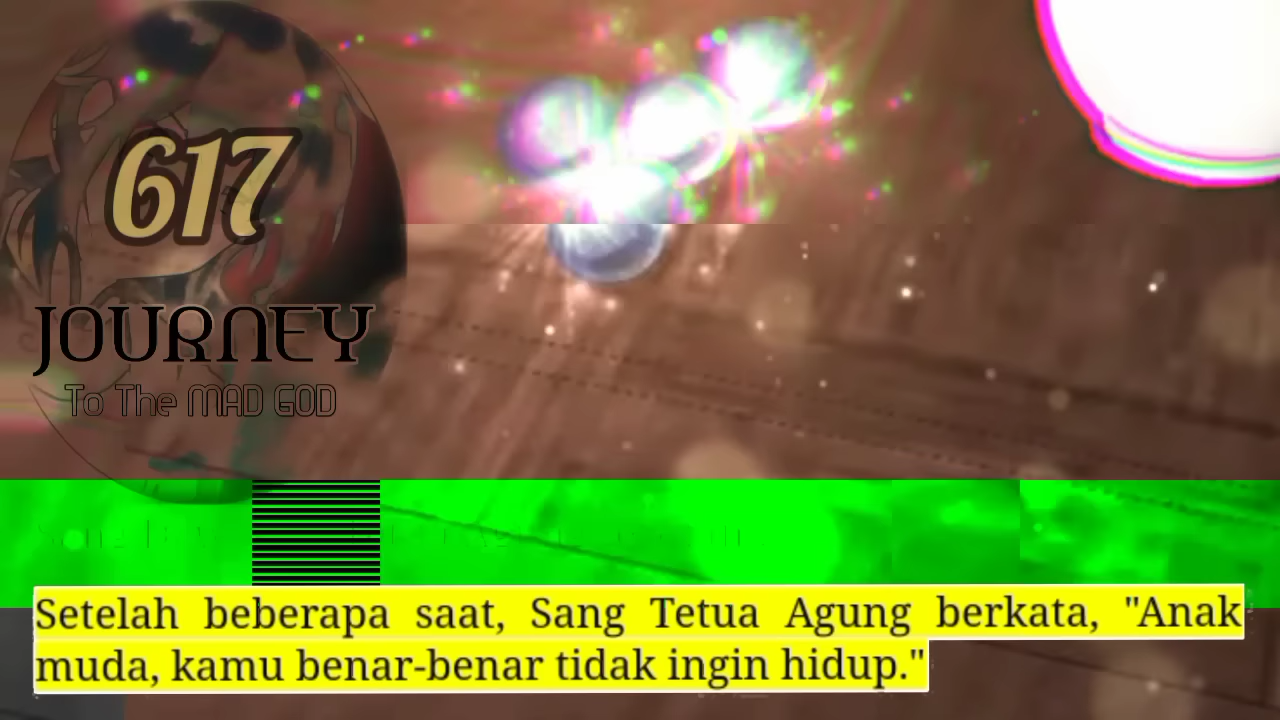 617
JOURNEY
To The MAD GOD
Setelah beberapa saat, Sang Tetua Agung berkata, "Anak
muda, kamu benar-benar tidak ingin hidup."